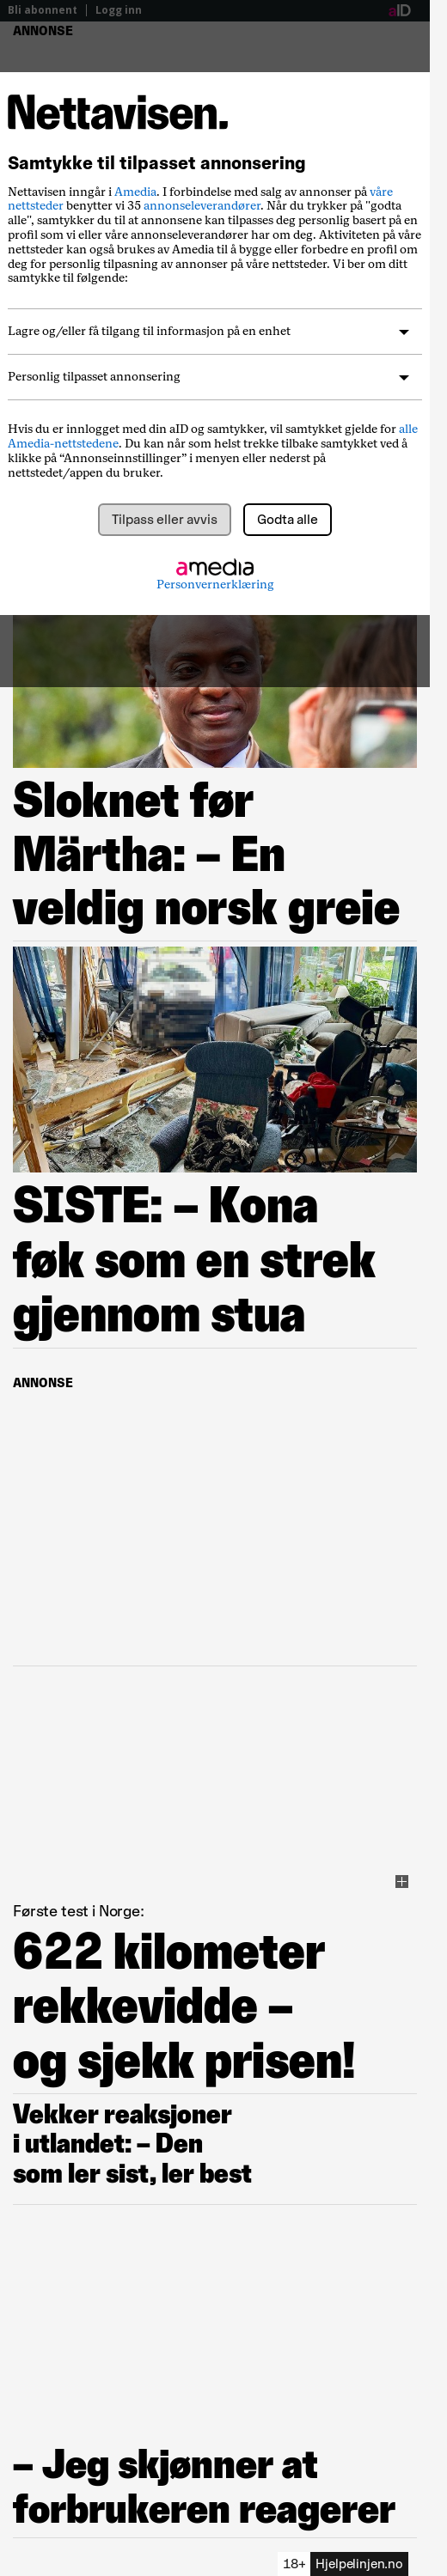 Bli abonnent | Logg inn aID
ANNONSE
Nettavisen.
Samtykke til tilpasset annonsering
Nettavisen inngår i Amedia. I forbindelse med salg av annonser på våre
nettsteder benytter vi 35 annonseleverandører. Når du trykker på "godta
alle", samtykker du til at annonsene kan tilpasses deg personlig basert på en
profil som vi eller våre annonseleverandører har om deg. Aktiviteten på våre
nettsteder kan også brukes av Amedia til å bygge eller forbedre en profil om
deg for personlig tilpasning av annonser på våre nettsteder. Vi ber om ditt
samtykke til følgende:
Lagre og/eller få tilgang til informasjon på en enhet
Personlig tilpasset annonsering
Hvis du er innlogget med din aID og samtykker, vil samtykket gjelde for alle
Amedia-nettstedene. Du kan når som helst trekke tilbake samtykket ved å
klikke på “Annonseinnstillinger” i menyen eller nederst på
nettstedet/appen du bruker.
Tilpass eller avvis Godta alle
amedia
Personvernerklæring
Sloknet før
Märtha: – En
veldig norsk greie
SISTE: – Kona
føk som en strek
gjennom stua
ANNONSE
Første test i Norge:
622 kilometer
rekkevidde –
og sjekk prisen!
Vekker reaksjoner
i utlandet: – Den
som ler sist, ler best
– Jeg skjønner at
forbrukeren reagerer
18+ Hjelpelinjen.no